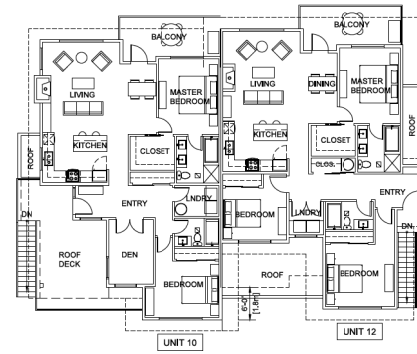 BALCONY
BALCONY
LIVING
MASTER
BEDROOM
KITCHEN
CLOSET
ROOF
ENTRY
LNDRY
DN
ROOF
DECK
DEN
BEDROOM
UNIT 10
LIVING
DINING
MASTER
BEDROOM
KITCHEN
CLOSET
CLOS.
ROOF
BEDROOM
LNDRY
ENTRY
DN
ROOF
6'-0"
[1.8m]
BEDROOM
UNIT 12